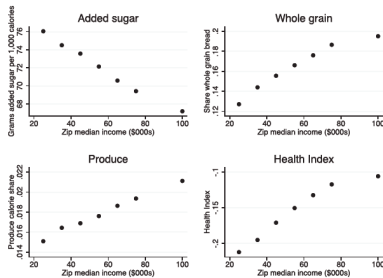 Added sugar
Grams added sugar per 1,000 calories
76
74
72
70
68
20 40 60 80 100
Zip median income ($000s)
Whole grain
Share whole grain bread
.2
.18
.16
.14
.12
20 40 60 80 100
Zip median income ($000s)
Produce
Produce calorie share
.022
.02
.018
.016
.014
20 40 60 80 100
Zip median income ($000s)
Health Index
Health Index
-.1
-.15
-.2
20 40 60 80 100
Zip median income ($000s)